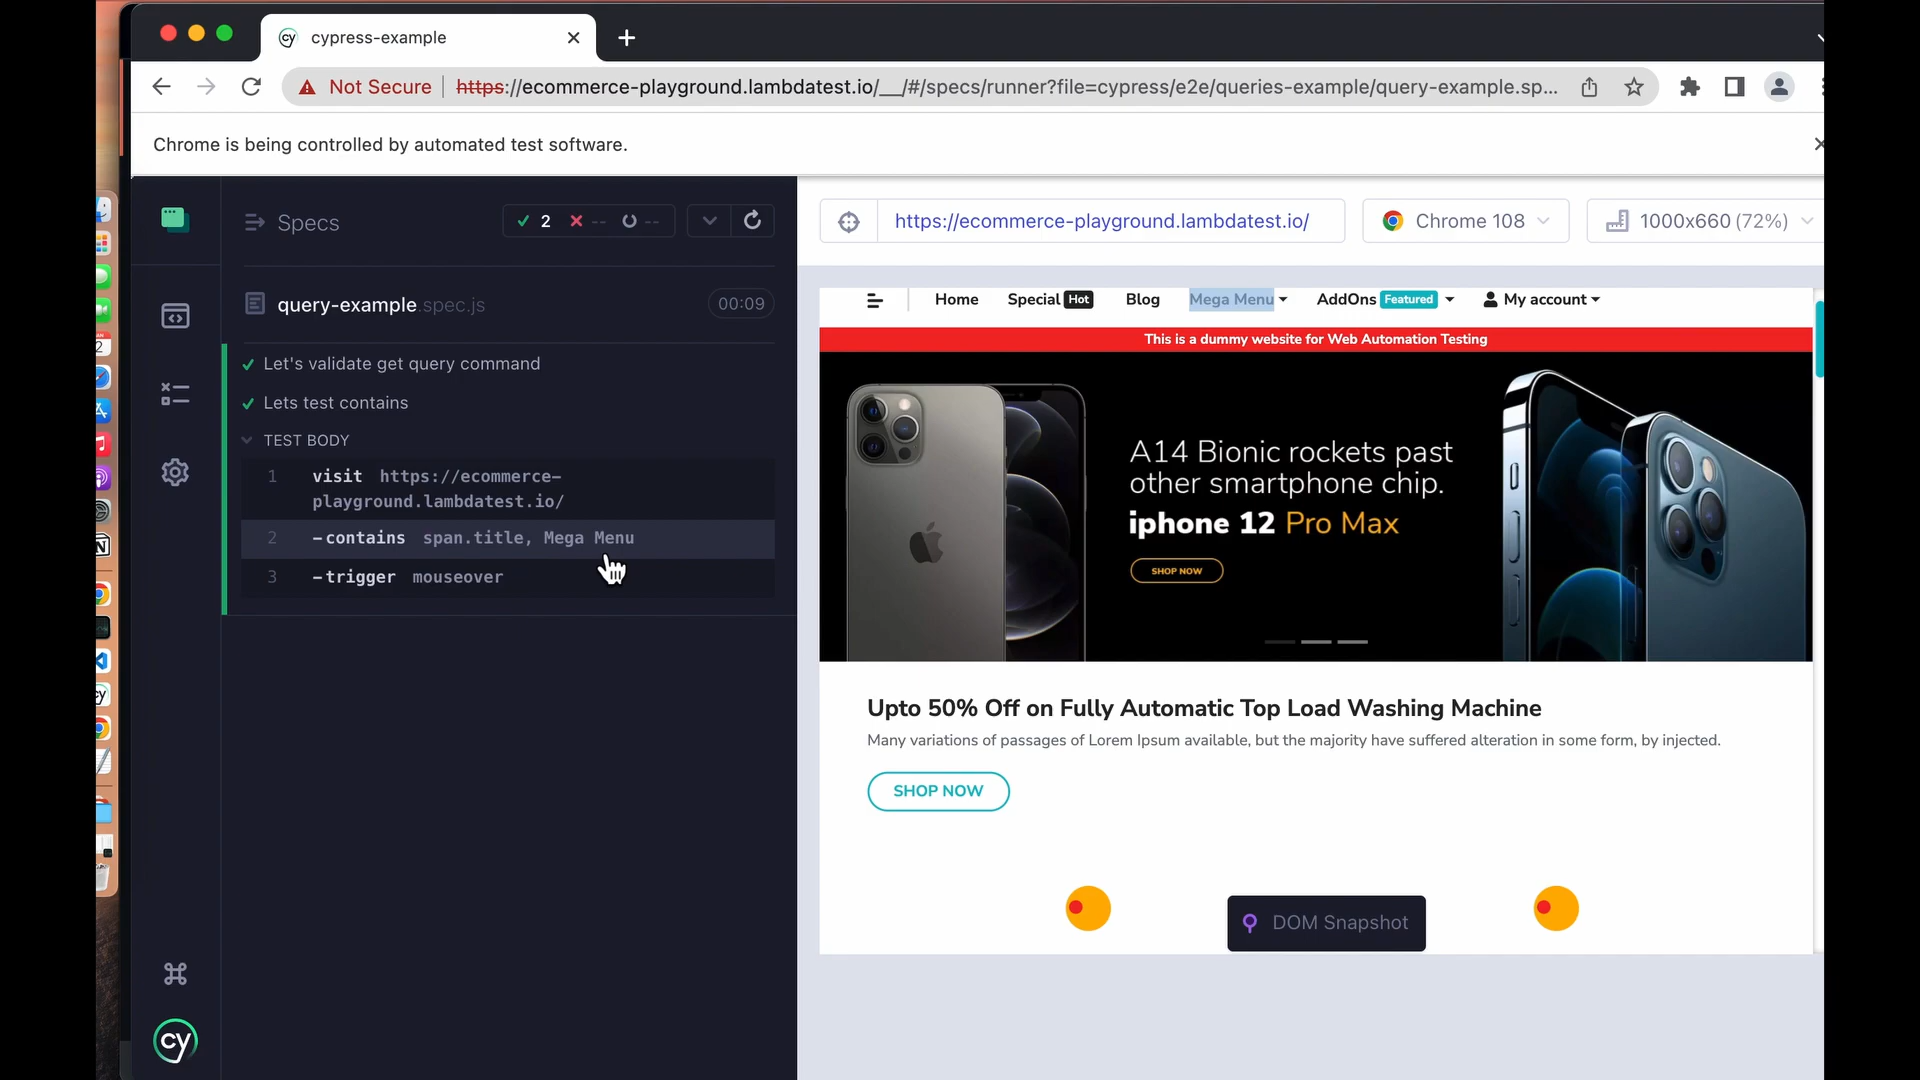 cypress-example
Not Secure
https://ecommerce-playground.lambdatest.io/__/#/specs/runner?file=cypress/e2e/queries-example/query-example.sp...
Chrome is being controlled by automated test software.
Specs
2
--
--
https://ecommerce-playground.lambdatest.io/
Chrome 108
1000x660 (72%)
query-example.spec.js
00:09
Let's validate get query command
Lets test contains
TEST BODY
1 visit https://ecommerce-
playground.lambdatest.io/
2 -contains span.title, Mega Menu
3 -trigger mouseover
cy
Home Special Hot Blog Mega Menu AddOns Featured My account
This is a dummy website for Web Automation Testing
A14 Bionic rockets past
other smartphone chip.
iphone 12 Pro Max
SHOP NOW
Upto 50% Off on Fully Automatic Top Load Washing Machine
Many variations of passages of Lorem Ipsum available, but the majority have suffered alteration in some form, by injected.
SHOP NOW
DOM Snapshot